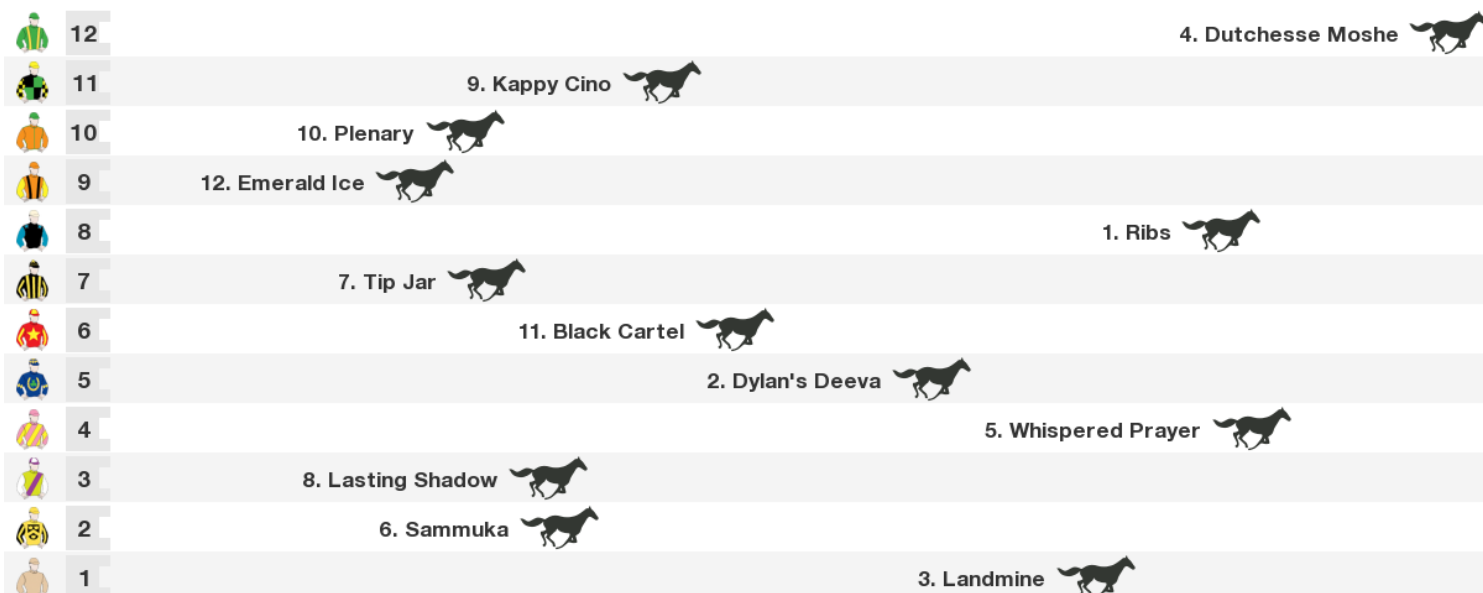 12 4. Dutchesse Moshe
11 9. Kappy Cino
10 10. Plenary
9 12. Emerald Ice
8 1. Ribs
7 7. Tip Jar
6 11. Black Cartel
5 2. Dylan's Deeva
4 5. Whispered Prayer
3 8. Lasting Shadow
2 6. Sammuka
1 3. Landmine